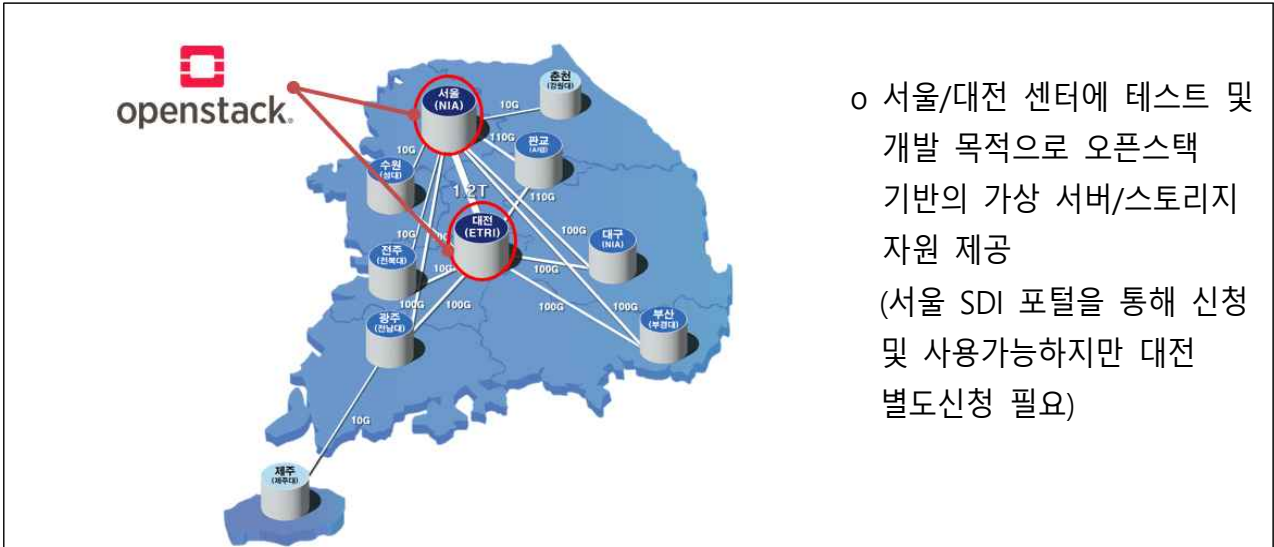 openstack.
서울
(NIA)
춘천
(강원대)
10G
110G
판교
10G
수원
(성대)
1.2T
110G
대전
(ETRI)
10G
100G
대구
(NIA)
전주
(전북대)
10G
100G
100G
100G
100G
100G
100G
광주
(전남대)
부산
(부경대)
10G
제주
(제주대)
o 서울/대전 센터에 테스트 및
개발 목적으로 오픈스택
기반의 가상 서버/스토리지
자원 제공
(서울 SDI 포털을 통해 신청
및 사용가능하지만 대전
별도신청 필요)